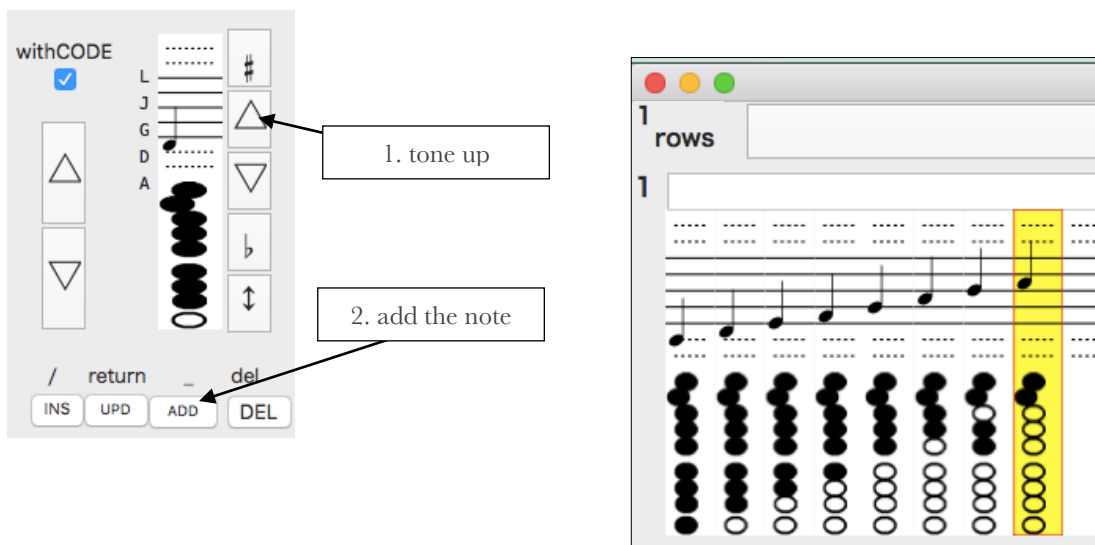 withCODE
L
J
G
D
A
♯
♭
1. tone up
2. add the note
/ return _ del
INS UPD ADD DEL
1
rows
1